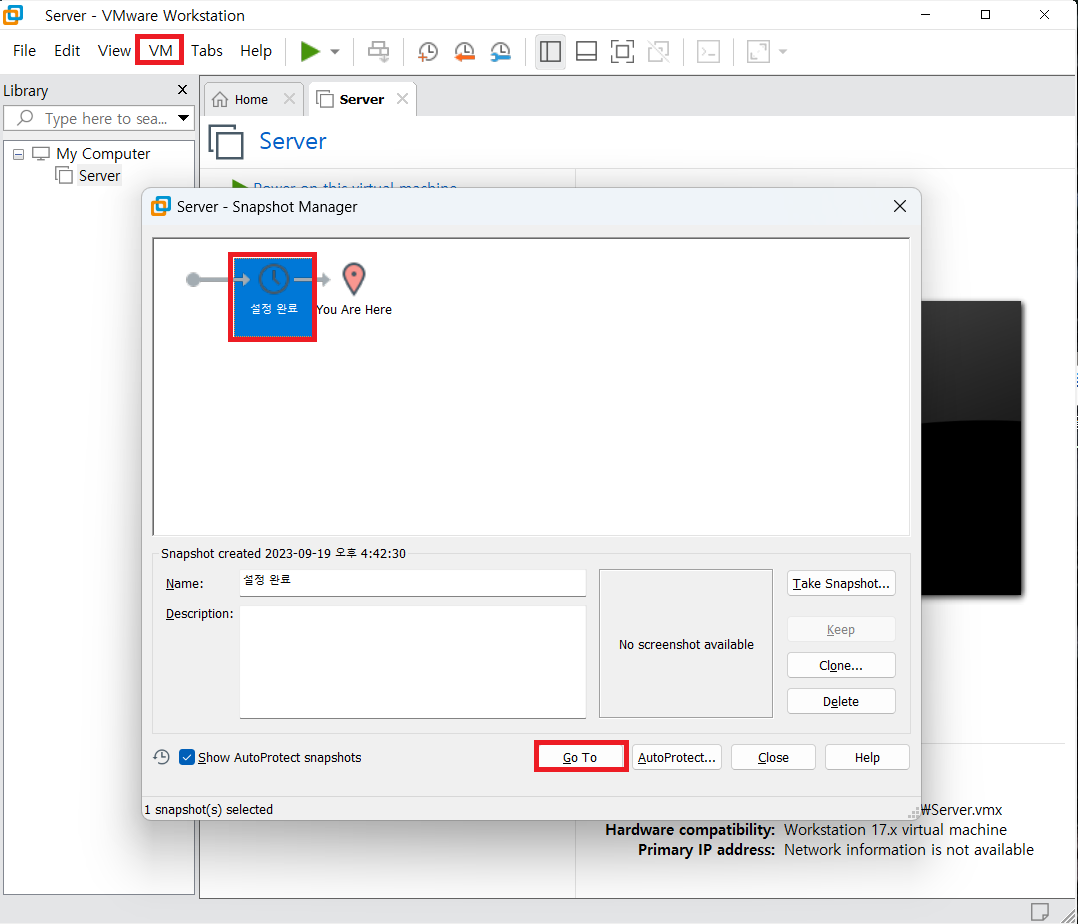 Server - VMware Workstation
File Edit View VM Tabs Help
Library
Home
Server
Type here to sea...
My Computer
Server
Server
Power on this virtual machine
Server - Snapshot Manager
설정 완료
You Are Here
Snapshot created 2023-09-19 오후 4:42:30
Name:
설정 완료
Description:
No screenshot available
Take Snapshot...
Keep
Clone...
Delete
Show AutoProtect snapshots
Go To
AutoProtect...
Close
Help
1 snapshot(s) selected
₩Server.vmx
Hardware compatibility: Workstation 17.x virtual machine
Primary IP address: Network information is not available